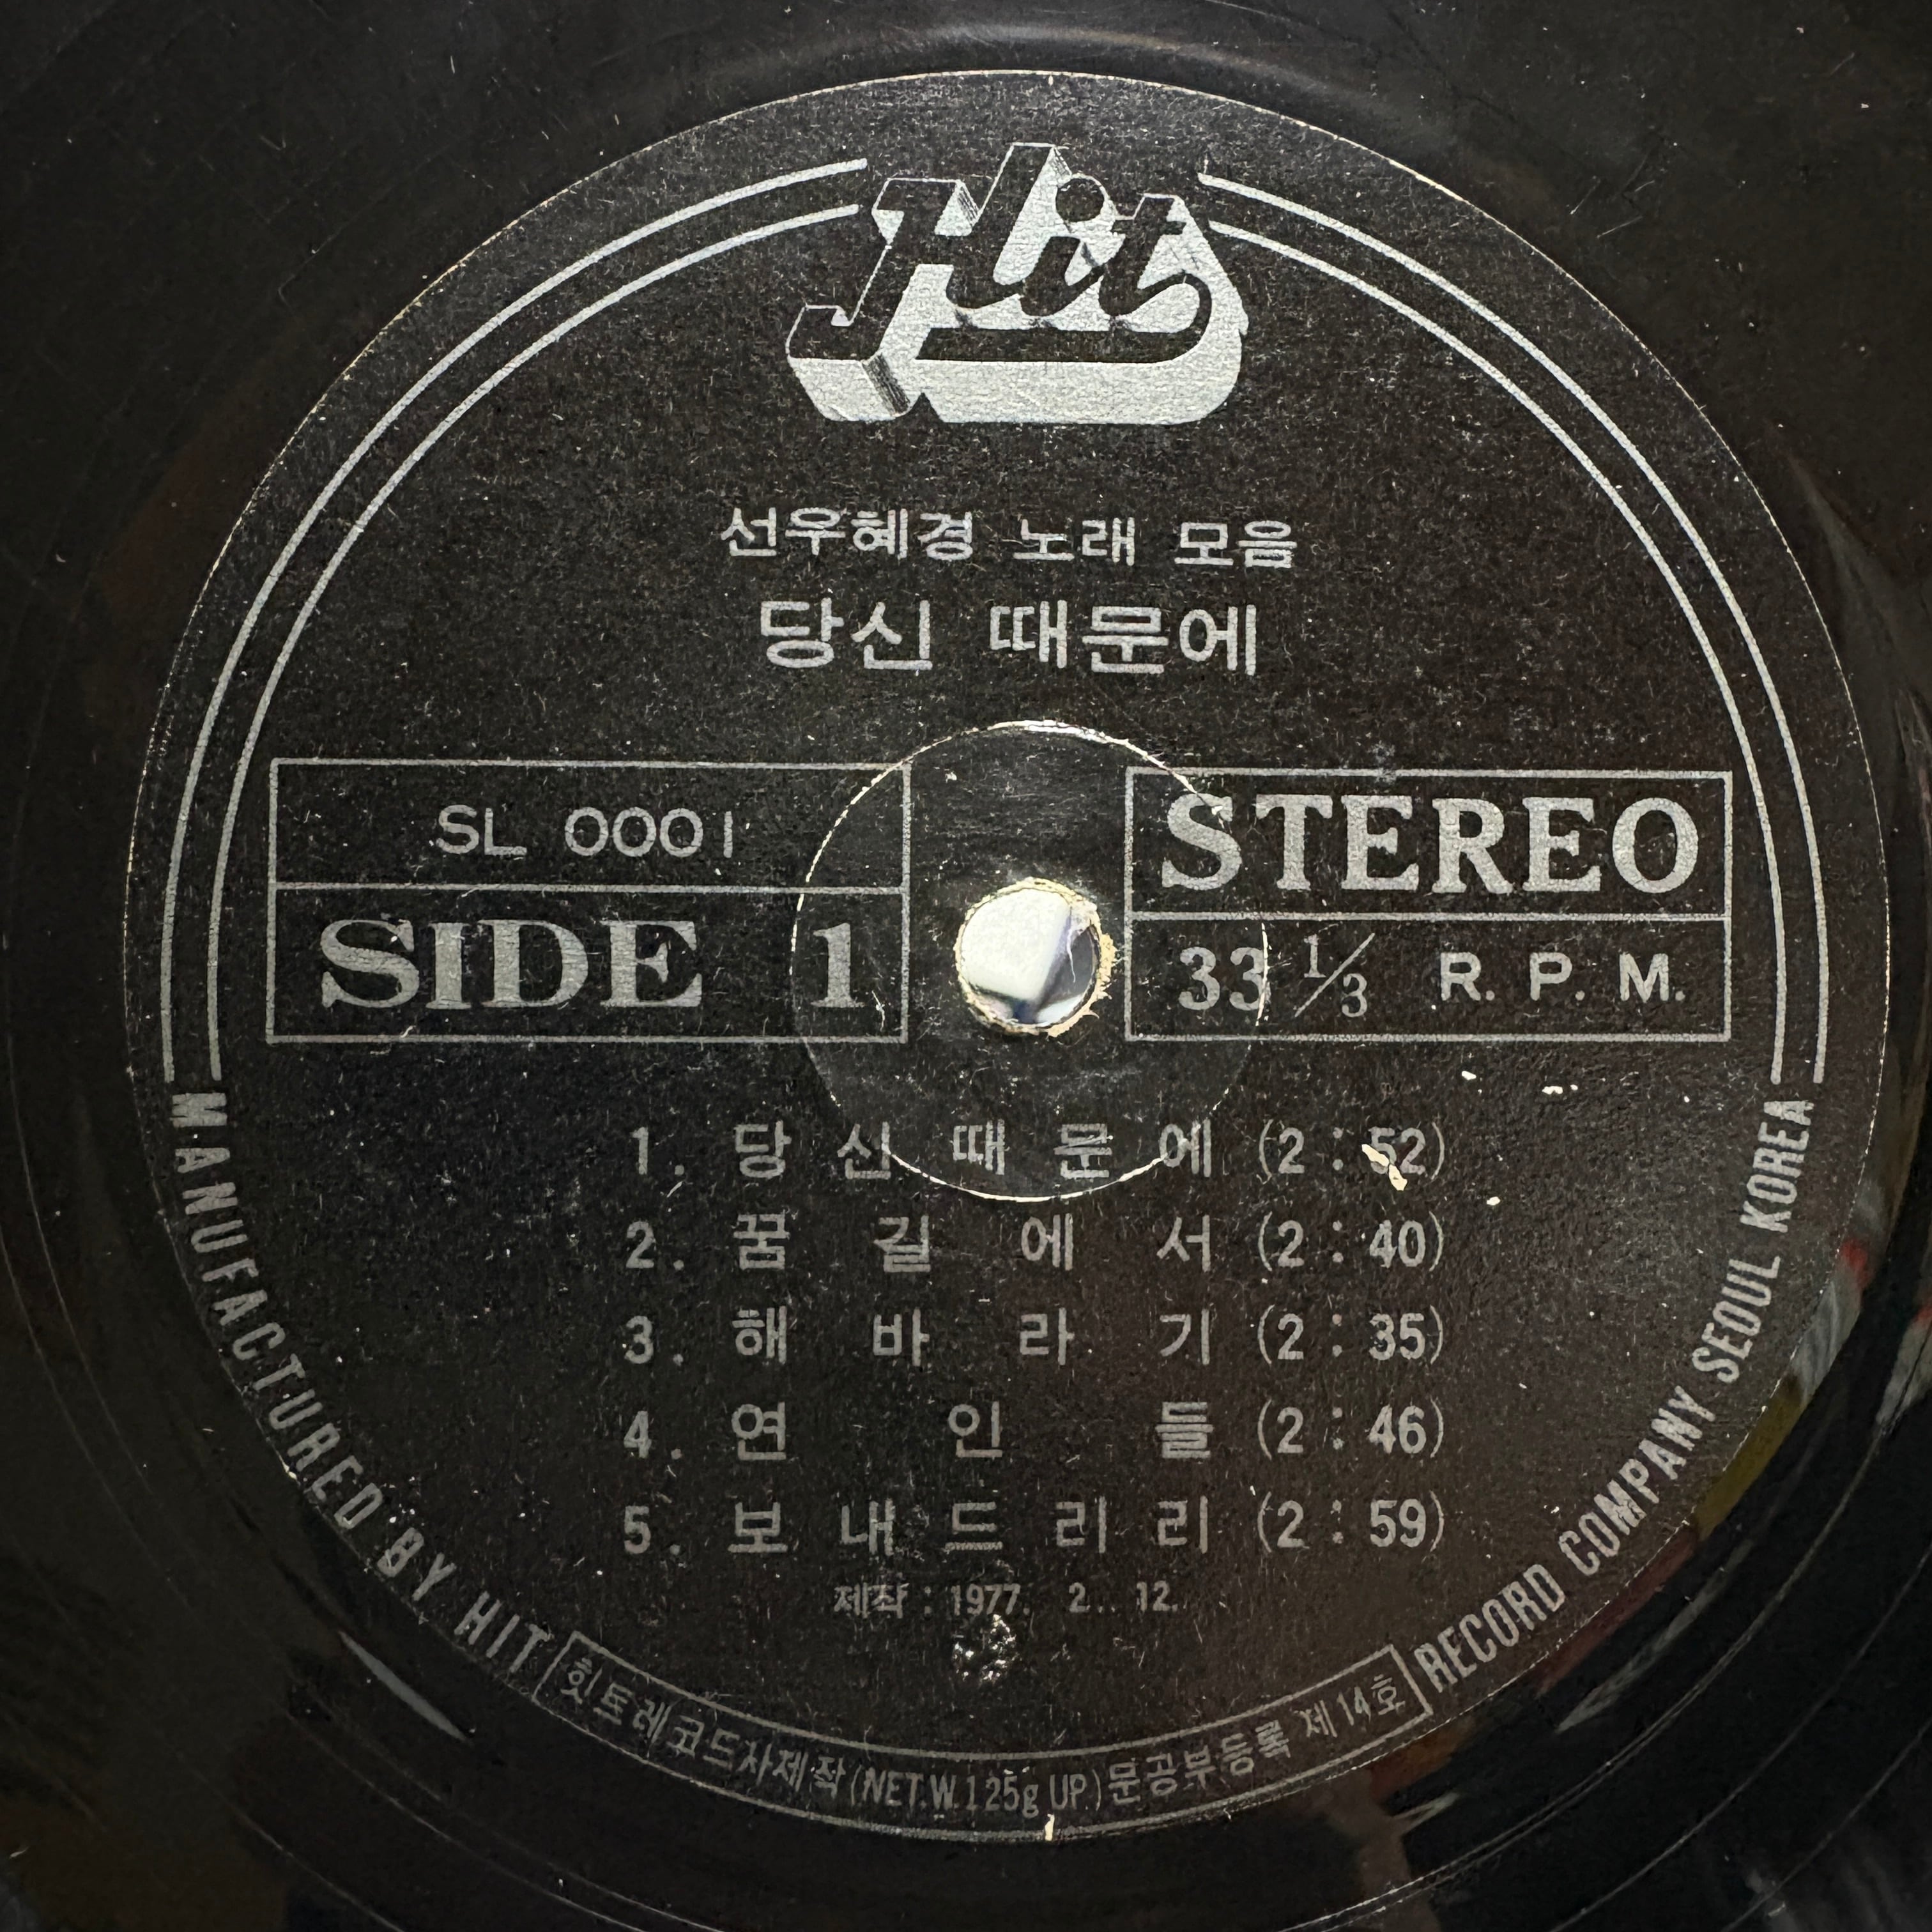 Hit
선우혜경 노래 모음
당신 때문에
SL 0001
SIDE 1
STEREO
33 1/3 R. P. M.
1. 당신때문에 (2 : 52)
2. 꿈길에서 (2 : 40)
3. 해바라기 (2 : 35)
4. 연인들 (2 : 46)
5. 보내드리리 (2 : 59)
제작 : 1977. 2.. 12.
MANUFACTURED BY HIT RECORD COMPANY SEOUL KOREA
힛트레코드사제작(NET.W.125g UP)문공부등록 제14호